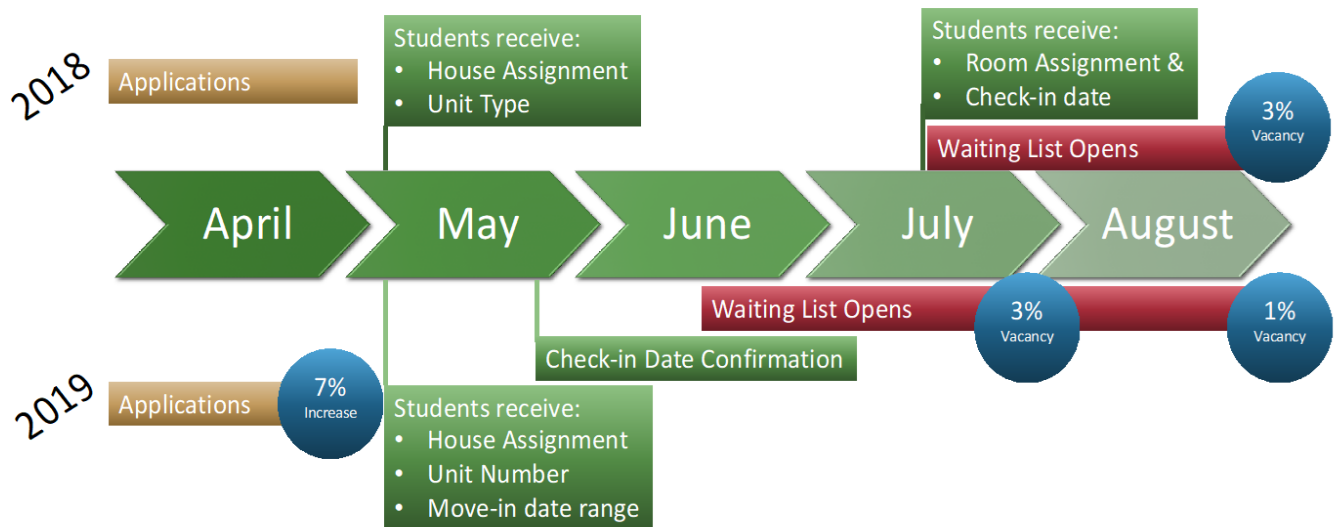 2018
Applications
Students receive:
• House Assignment
• Unit Type
Students receive:
• Room Assignment &
• Check-in date
3%
Vacancy
Waiting List Opens
April
May
June
July
August
Waiting List Opens
3%
Vacancy
1%
Vacancy
Check-in Date Confirmation
2019
Applications
7%
Increase
Students receive:
• House Assignment
• Unit Number
• Move-in date range